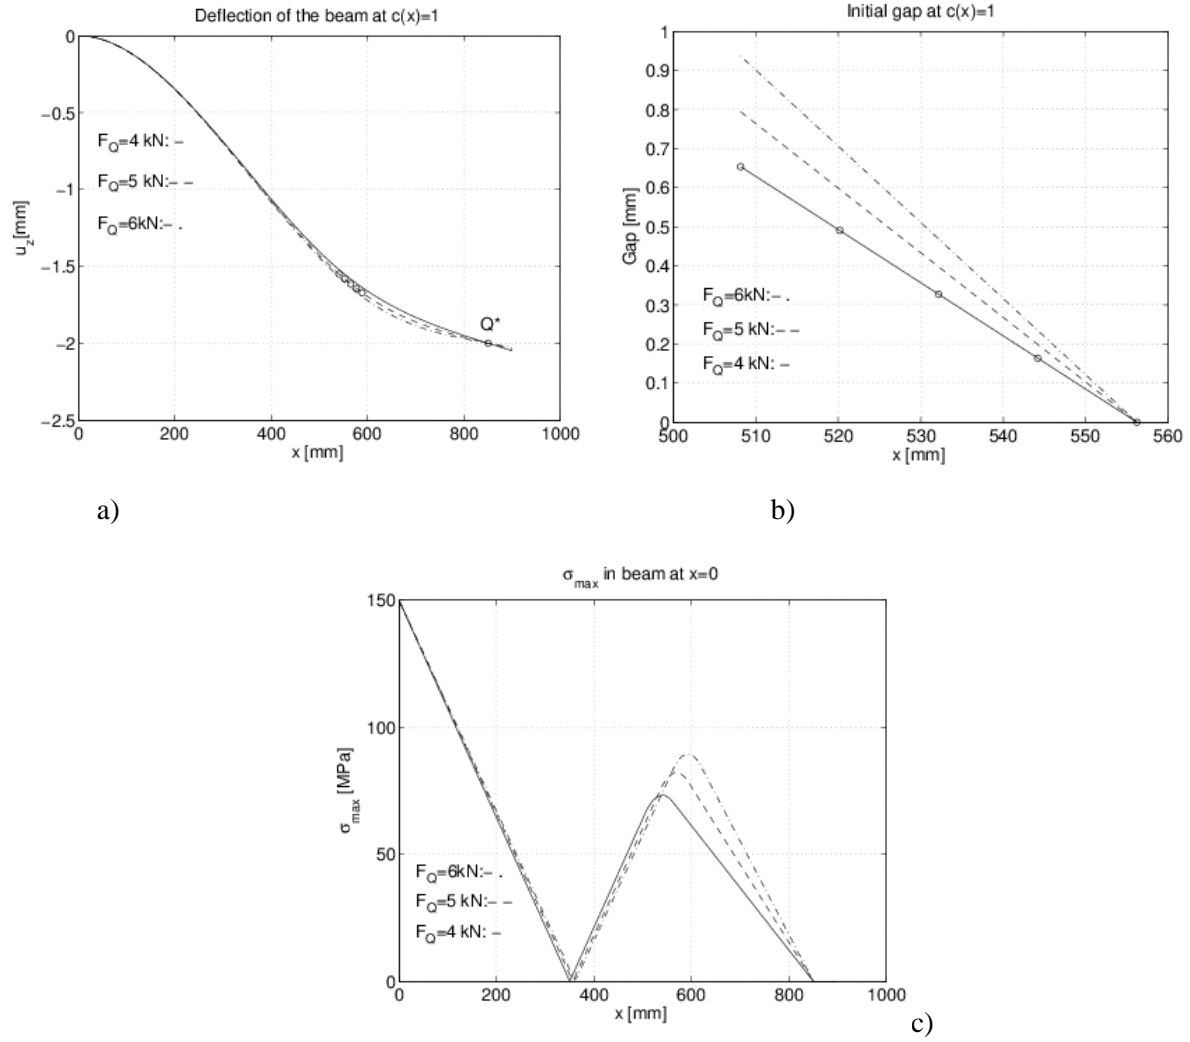 Deflection of the beam at c(x)=1
0
−0.5
−1
−1.5
−2
−2.5
u_z[mm]
F_Q=4 kN: –
F_Q=5 kN:– –
F_Q=6kN:– .
Q*
0 200 400 600 800 1000
x [mm]
a)
Initial gap at c(x)=1
1
0.9
0.8
0.7
0.6
0.5
0.4
0.3
0.2
0.1
0
Gap [mm]
F_Q=6kN:– .
F_Q=5 kN:– –
F_Q=4 kN: –
500 510 520 530 540 550 560
x [mm]
b)
σ_max in beam at x=0
150
100
50
0
σ_max [MPa]
F_Q=6kN:– .
F_Q=5 kN:– –
F_Q=4 kN: –
0 200 400 600 800 1000
x [mm]
c)